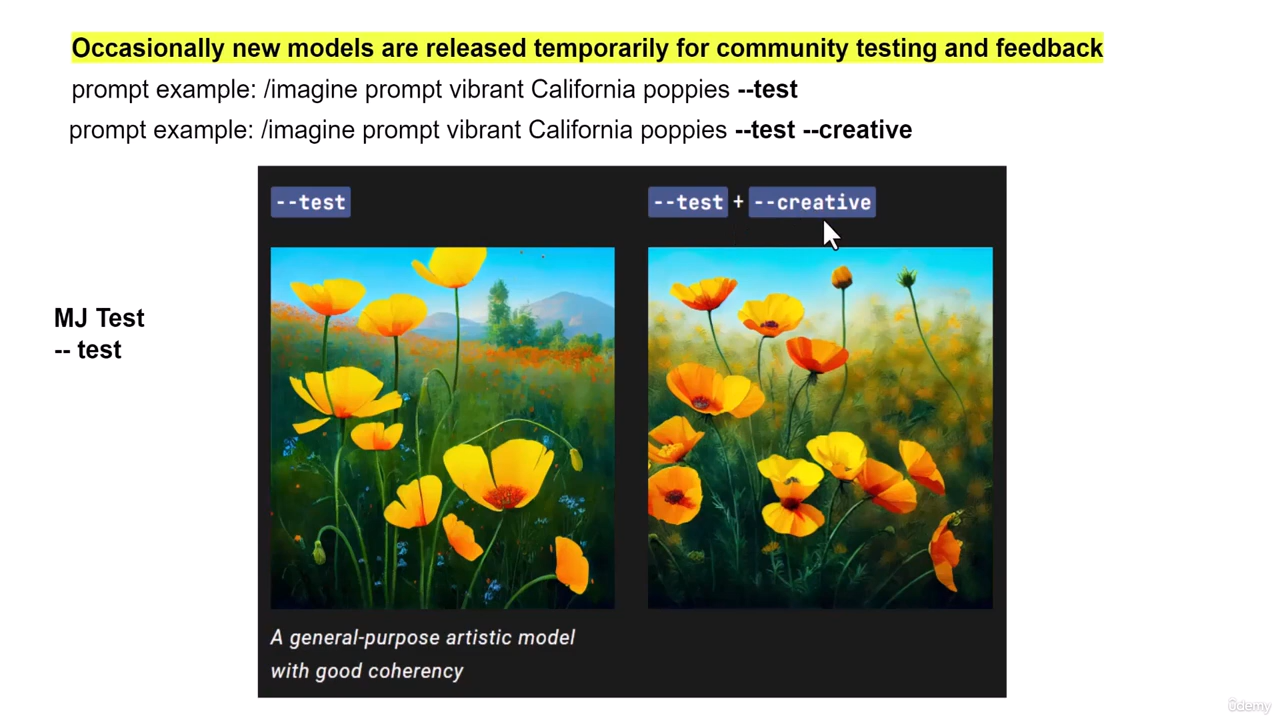 Occasionally new models are released temporarily for community testing and feedback
prompt example: /imagine prompt vibrant California poppies --test
prompt example: /imagine prompt vibrant California poppies --test --creative
--test
--test + --creative
MJ Test
-- test
A general-purpose artistic model
with good coherency
ûdemy